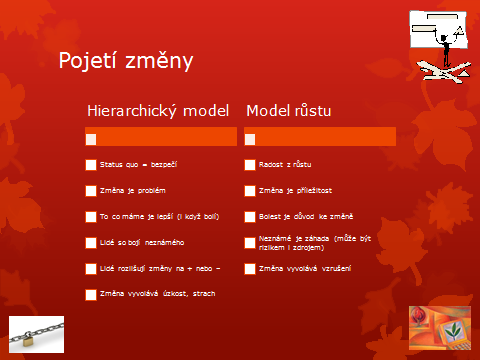 Pojetí změny
Hierarchický model
Status quo = bezpečí
Změna je problém
To co máme je lepší (i když bolí)
Lidé so bojí neznámého
Lidé rozlišují změny na + nebo –
Změna vyvolává úzkost, strach
Model růstu
Radost z růstu
Změna je příležitost
Bolest je důvod ke změně
Neznámé je záhada (může být
rizikem i zdrojem)
Změna vyvolává vzrušení